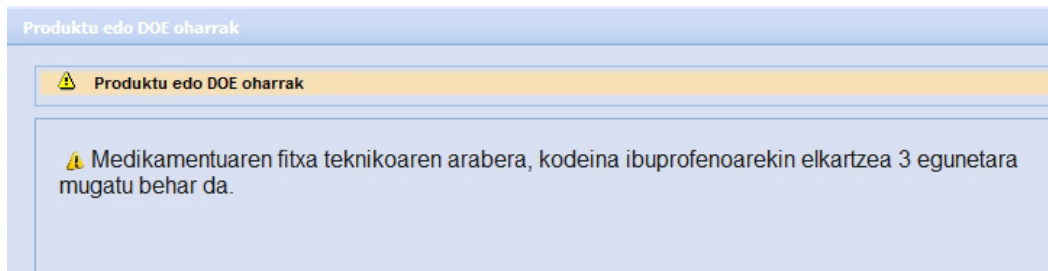 Produktu edo DOE oharrak
Produktu edo DOE oharrak
Medikamentuaren fitxa teknikoaren arabera, kodeina ibuprofenoarekin elkartzea 3 egunetara
mugatu behar da.